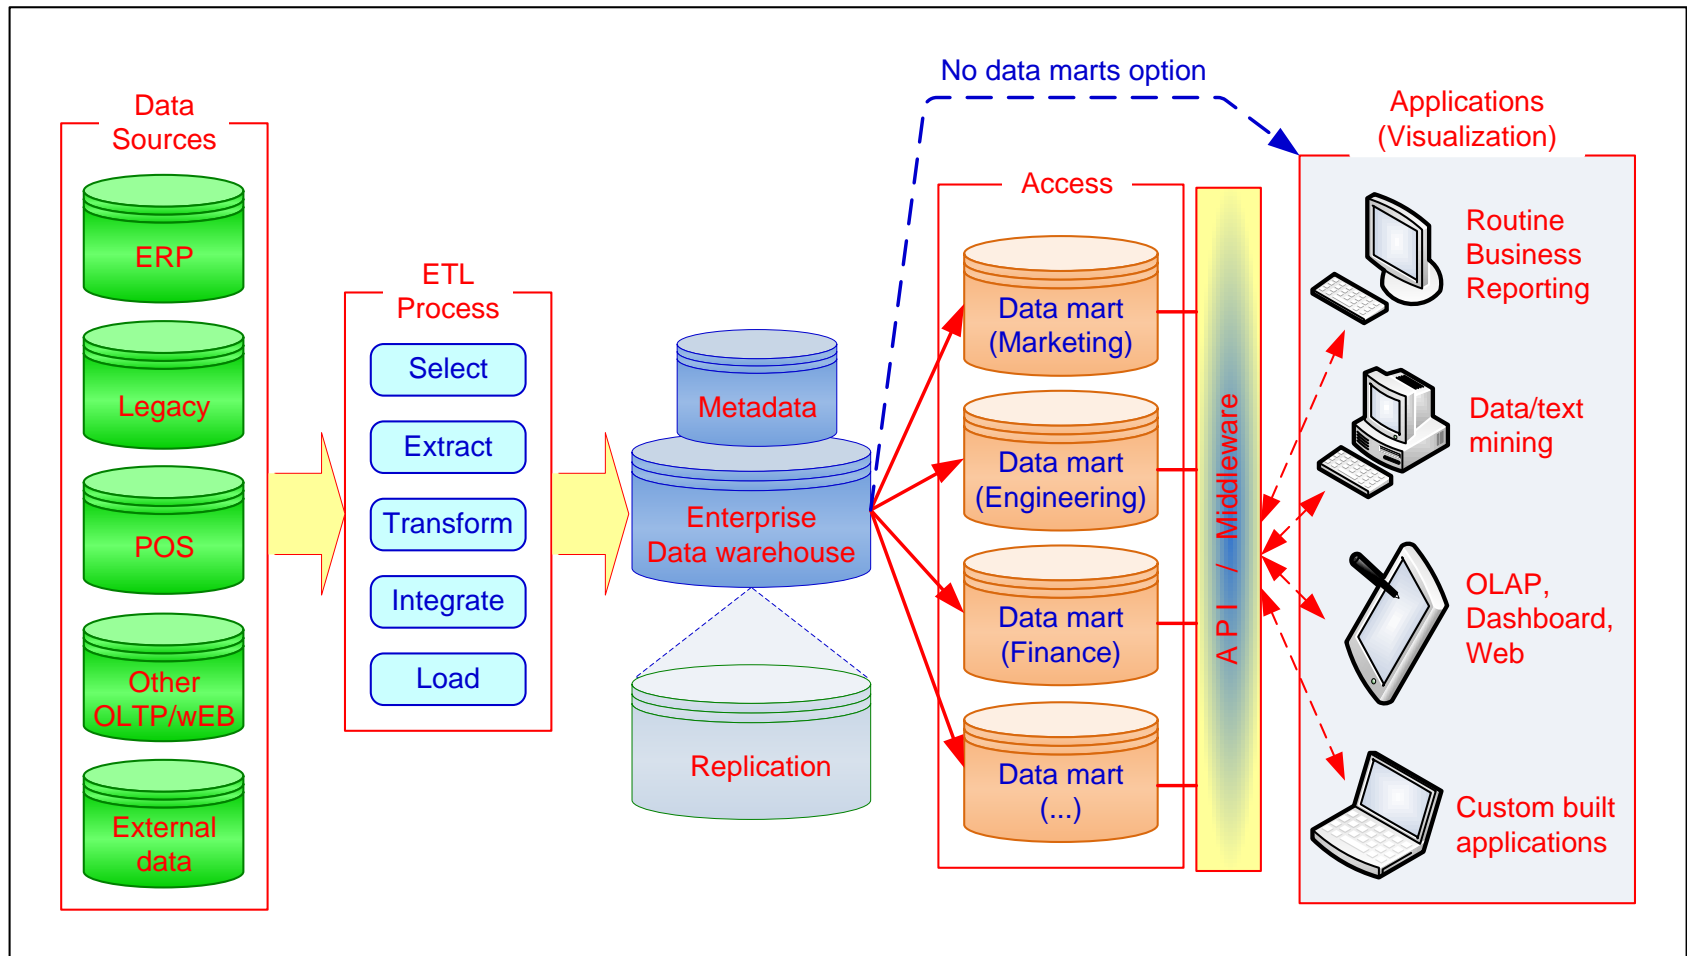 No data marts option
Data
Sources
ERP
Legacy
POS
Other
OLTP/wEB
External
data
ETL
Process
Select
Extract
Transform
Integrate
Load
Metadata
Enterprise
Data warehouse
Replication
Access
Data mart
(Marketing)
Data mart
(Engineering)
Data mart
(Finance)
Data mart
(...)
API / Middleware
Applications
(Visualization)
Routine
Business
Reporting
Data/text
mining
OLAP,
Dashboard,
Web
Custom built
applications